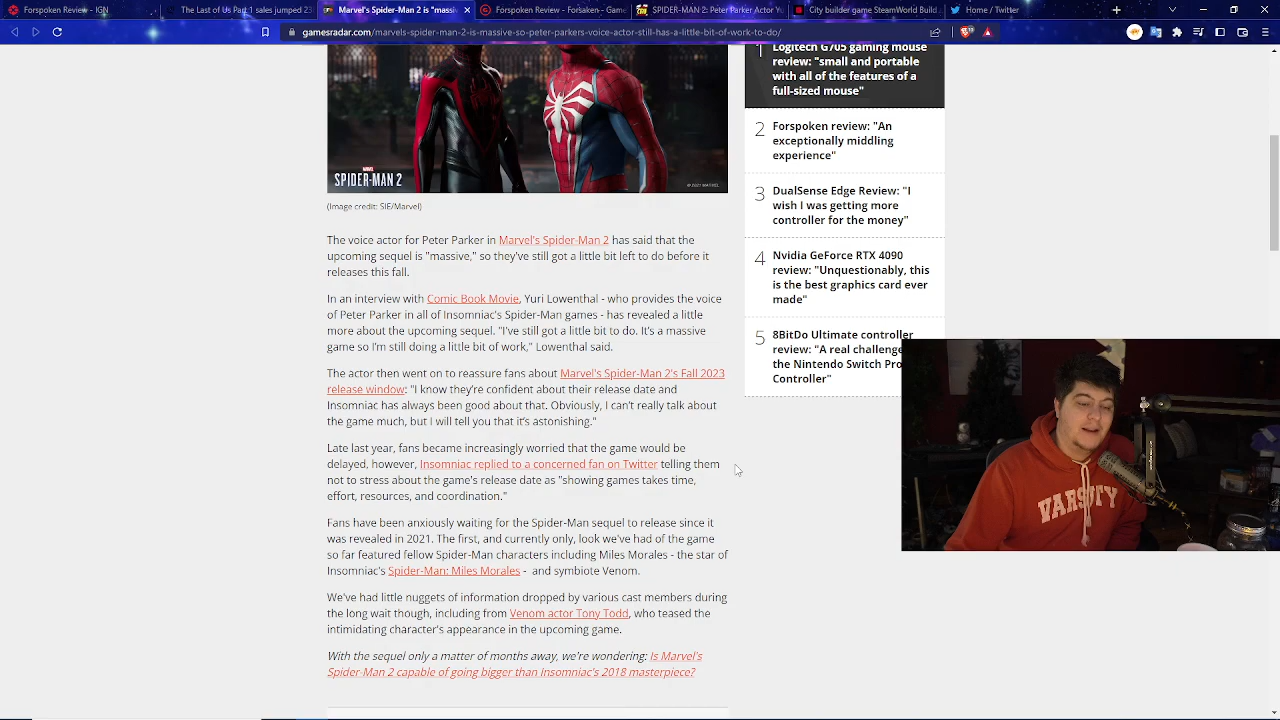 Forspoken Review - IGN
The Last of Us Part 1 sales jumped 23
Marvel's Spider-Man 2 is "massiv
Forspoken Review - Forsaken - Game
SPIDER-MAN 2: Peter Parker Actor Yu
City builder game SteamWorld Build
Home / Twitter
gamesradar.com/marvels-spider-man-2-is-massive-so-peter-parkers-voice-actor-still-has-a-little-bit-of-work-to-do/
MARVEL
SPIDER-MAN 2
(Image credit: SIE/Marvel)
The voice actor for Peter Parker in Marvel's Spider-Man 2 has said that the
upcoming sequel is "massive," so they've still got a little bit left to do before it
releases this fall.
In an interview with Comic Book Movie, Yuri Lowenthal - who provides the voice
of Peter Parker in all of Insomniac's Spider-Man games - has revealed a little
more about the upcoming sequel. "I've still got a little bit to do. It's a massive
game so I'm still doing a little bit of work," Lowenthal said.
The actor then went on to reassure fans about Marvel's Spider-Man 2's Fall 2023
release window: "I know they're confident about their release date and
Insomniac has always been good about that. Obviously, I can't really talk about
the game much, but I will tell you that it's astonishing."
Late last year, fans became increasingly worried that the game would be
delayed, however, Insomniac replied to a concerned fan on Twitter telling them
not to stress about the game's release date as "showing games takes time,
effort, resources, and coordination."
Fans have been anxiously waiting for the Spider-Man sequel to release since it
was revealed in 2021. The first, and currently only, look we've had of the game
so far featured fellow Spider-Man characters including Miles Morales - the star of
Insomniac's Spider-Man: Miles Morales - and symbiote Venom.
We've had little nuggets of information dropped by various cast members during
the long wait though, including from Venom actor Tony Todd, who teased the
intimidating character's appearance in the upcoming game.
With the sequel only a matter of months away, we're wondering: Is Marvel's
Spider-Man 2 capable of going bigger than Insomniac's 2018 masterpiece?
1 Logitech G705 gaming mouse
review: "small and portable
with all of the features of a
full-sized mouse"
2 Forspoken review: "An
exceptionally middling
experience"
3 DualSense Edge Review: "I
wish I was getting more
controller for the money"
4 Nvidia GeForce RTX 4090
review: "Unquestionably, this
is the best graphics card ever
made"
5 8BitDo Ultimate controller
review: "A real challenge
the Nintendo Switch Pro
Controller"
VARSITY